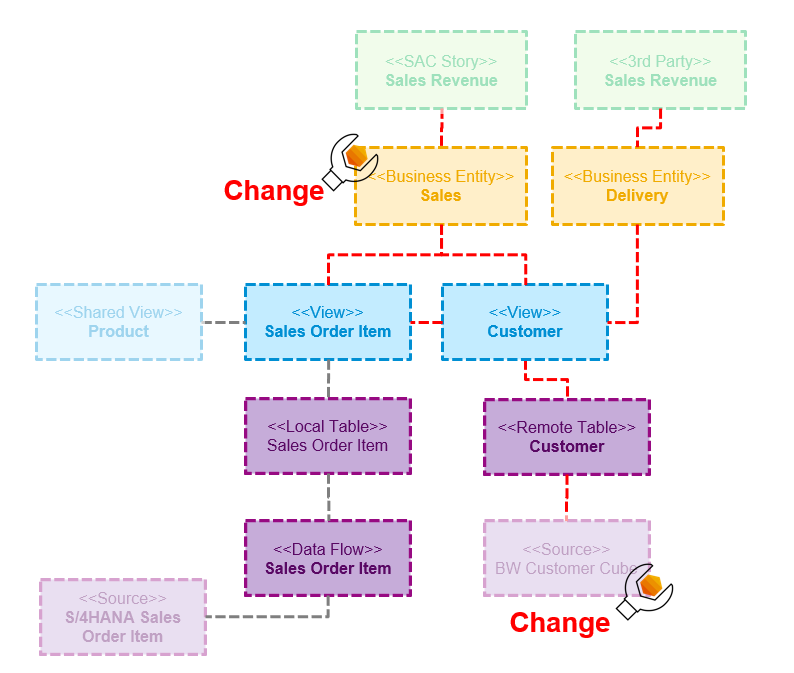 <<SAC Story>>
Sales Revenue
<<3rd Party>>
Sales Revenue
Change
<<Business Entity>>
Sales
<<Business Entity>>
Delivery
<<Shared View>>
Product
<<View>>
Sales Order Item
<<View>>
Customer
<<Local Table>>
Sales Order Item
<<Remote Table>>
Customer
<<Data Flow>>
Sales Order Item
<<Source>>
BW Customer Cube
<<Source>>
S/4HANA Sales
Order Item
Change